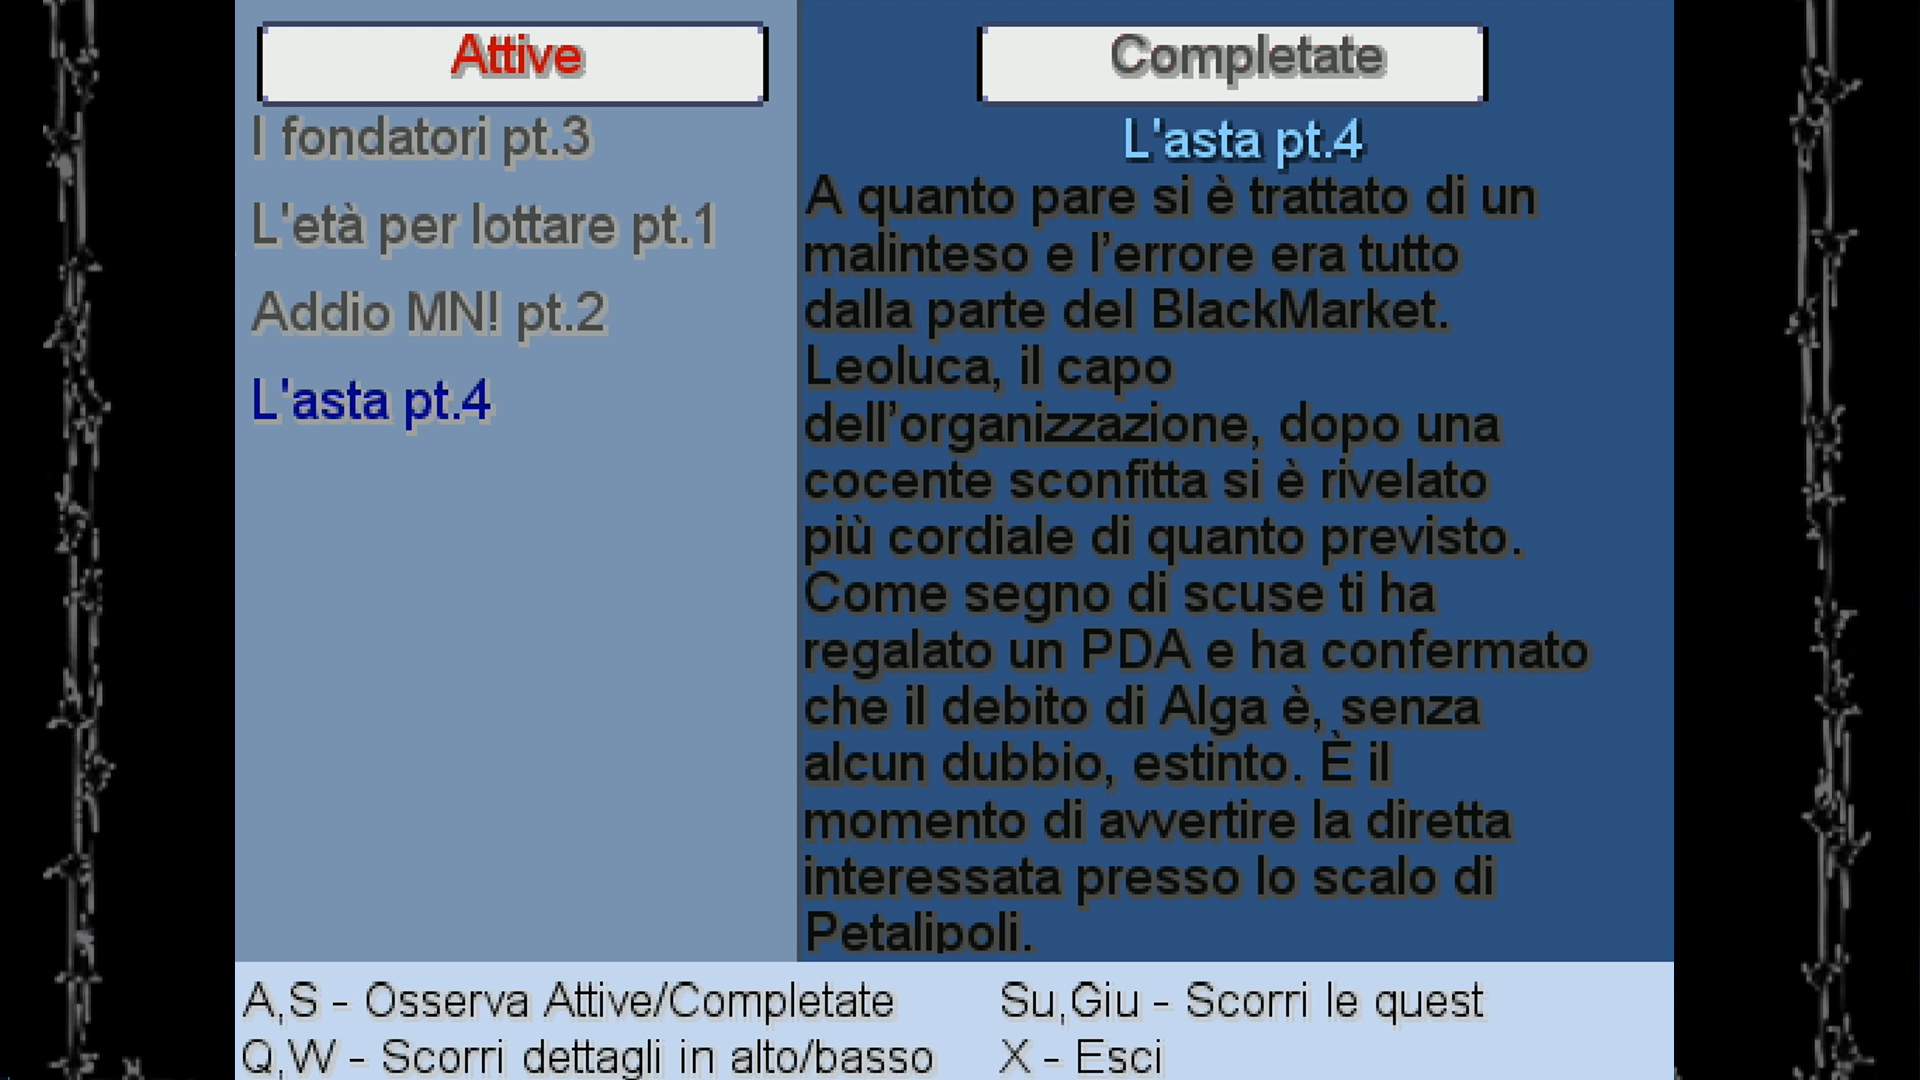 Attive
Completate
I fondatori pt.3
L'età per lottare pt.1
Addio MN! pt.2
L'asta pt.4
L'asta pt.4
A quanto pare si è trattato di un
malinteso e l’errore era tutto
dalla parte del BlackMarket.
Leoluca, il capo
dell’organizzazione, dopo una
cocente sconfitta si è rivelato
più cordiale di quanto previsto.
Come segno di scuse ti ha
regalato un PDA e ha confermato
che il debito di Alga è, senza
alcun dubbio, estinto. È il
momento di avvertire la diretta
interessata presso lo scalo di
Petalipoli.
A,S - Osserva Attive/Completate
Su,Giu - Scorri le quest
Q,W - Scorri dettagli in alto/basso
X - Esci